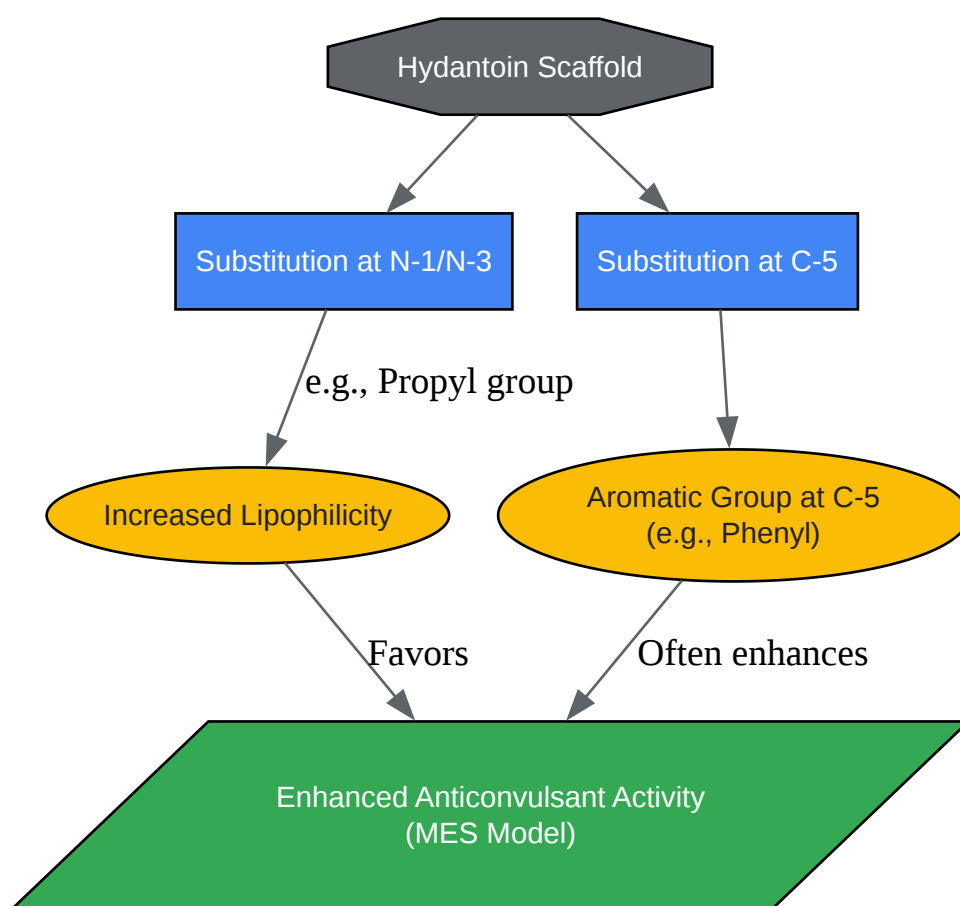 Hydantoin Scaffold
Substitution at N-1/N-3
Substitution at C-5
e.g., Propyl group
Increased Lipophilicity
Aromatic Group at C-5
(e.g., Phenyl)
Favors
Often enhances
Enhanced Anticonvulsant Activity
(MES Model)